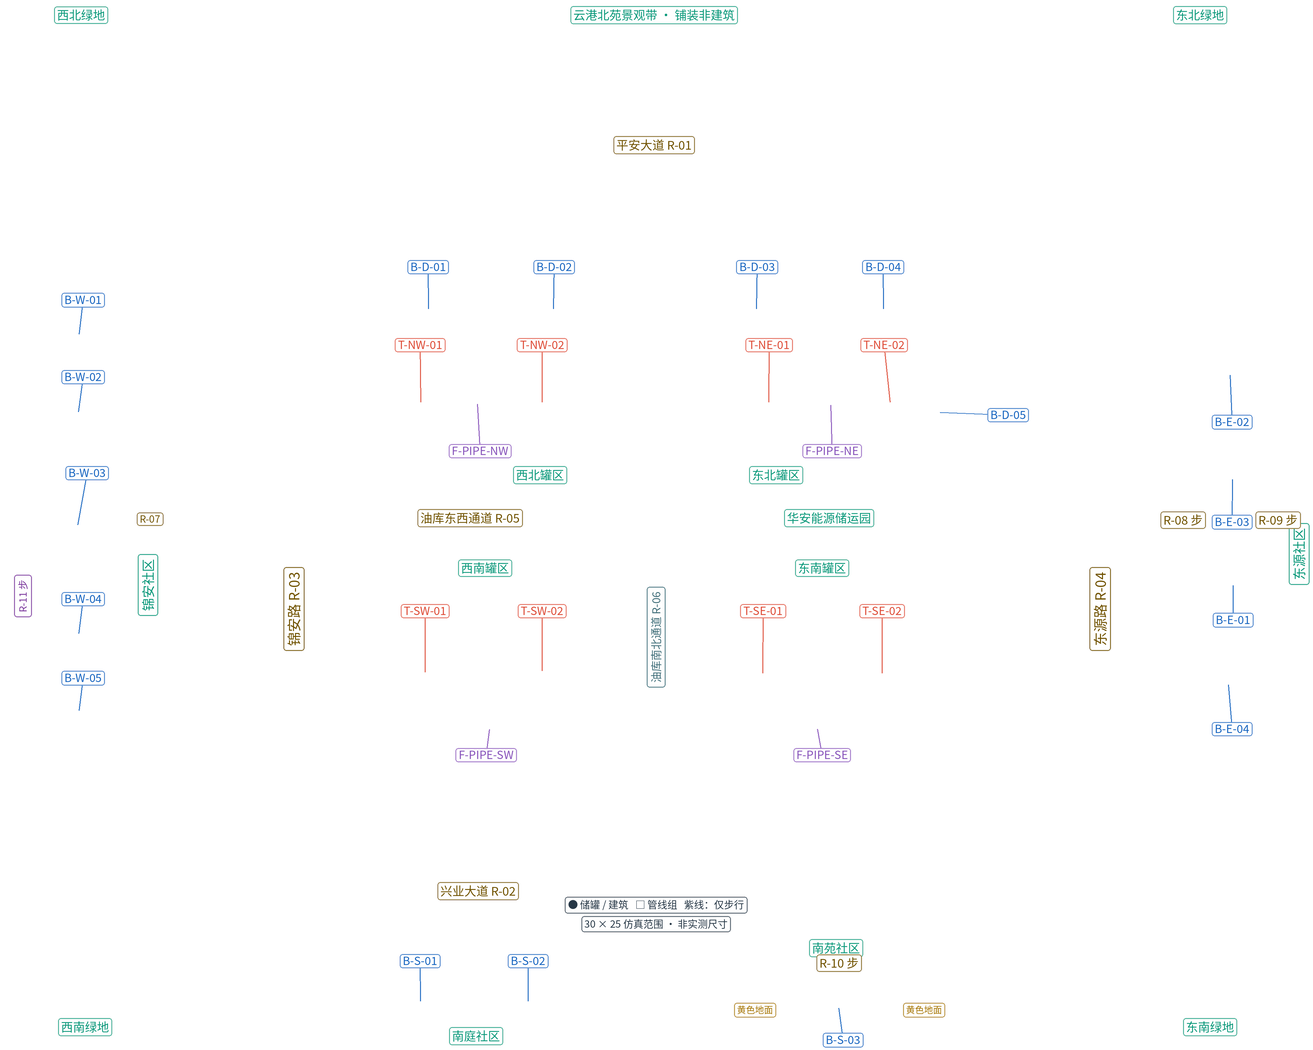 西北绿地
云港北苑景观带 · 铺装非建筑
东北绿地
平安大道 R-01
B-D-01
B-D-02
B-D-03
B-D-04
B-W-01
T-NW-01
T-NW-02
T-NE-01
T-NE-02
B-W-02
B-D-05
B-E-02
F-PIPE-NW
F-PIPE-NE
B-W-03
西北罐区
东北罐区
R-07
油库东西通道 R-05
华安能源储运园
R-08 步
B-E-03
R-09 步
东源社区
西南罐区
东南罐区
锦安社区
R-11 步
锦安路 R-03
东源路 R-04
B-W-04
T-SW-01
T-SW-02
油库南北通道 R-06
T-SE-01
T-SE-02
B-E-01
B-W-05
B-E-04
F-PIPE-SW
F-PIPE-SE
兴业大道 R-02
● 储罐 / 建筑 □ 管线组 紫线：仅步行
30 × 25 仿真范围 · 非实测尺寸
南苑社区
B-S-01
B-S-02
R-10 步
黄色地面
黄色地面
西南绿地
南庭社区
B-S-03
东南绿地